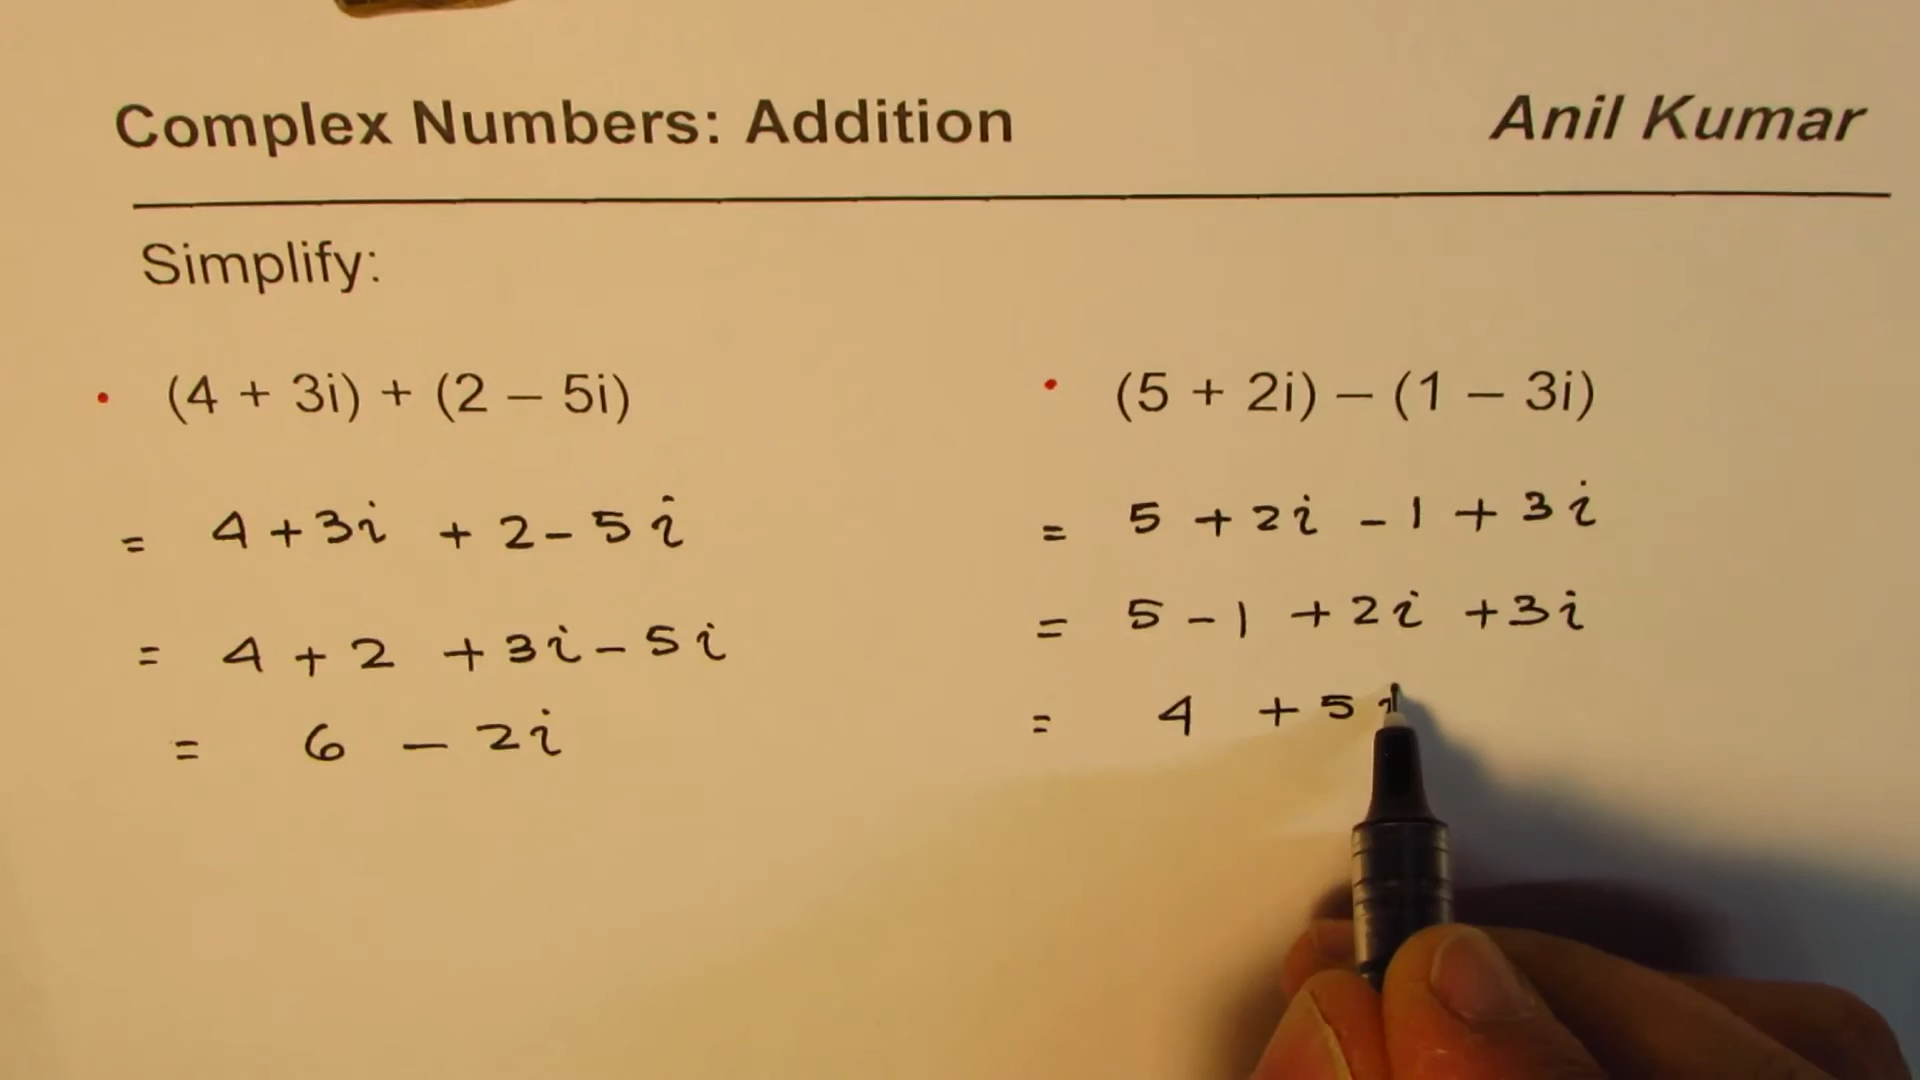 Complex Numbers: Addition
Anil Kumar
Simplify:
• (4 + 3i) + (2 – 5i)
= 4 + 3i + 2 - 5i
= 4 + 2 + 3i - 5i
= 6 - 2i
• (5 + 2i) – (1 – 3i)
= 5 + 2i - 1 + 3i
= 5 - 1 + 2i + 3i
= 4 + 5i